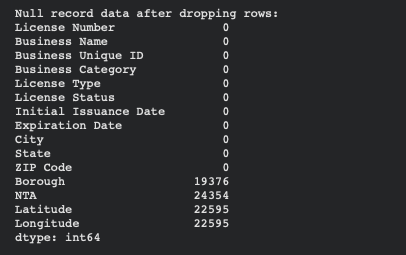 Null record data after dropping rows:
License Number 0
Business Name 0
Business Unique ID 0
Business Category 0
License Type 0
License Status 0
Initial Issuance Date 0
Expiration Date 0
City 0
State 0
ZIP Code 0
Borough 19376
NTA 24354
Latitude 22595
Longitude 22595
dtype: int64